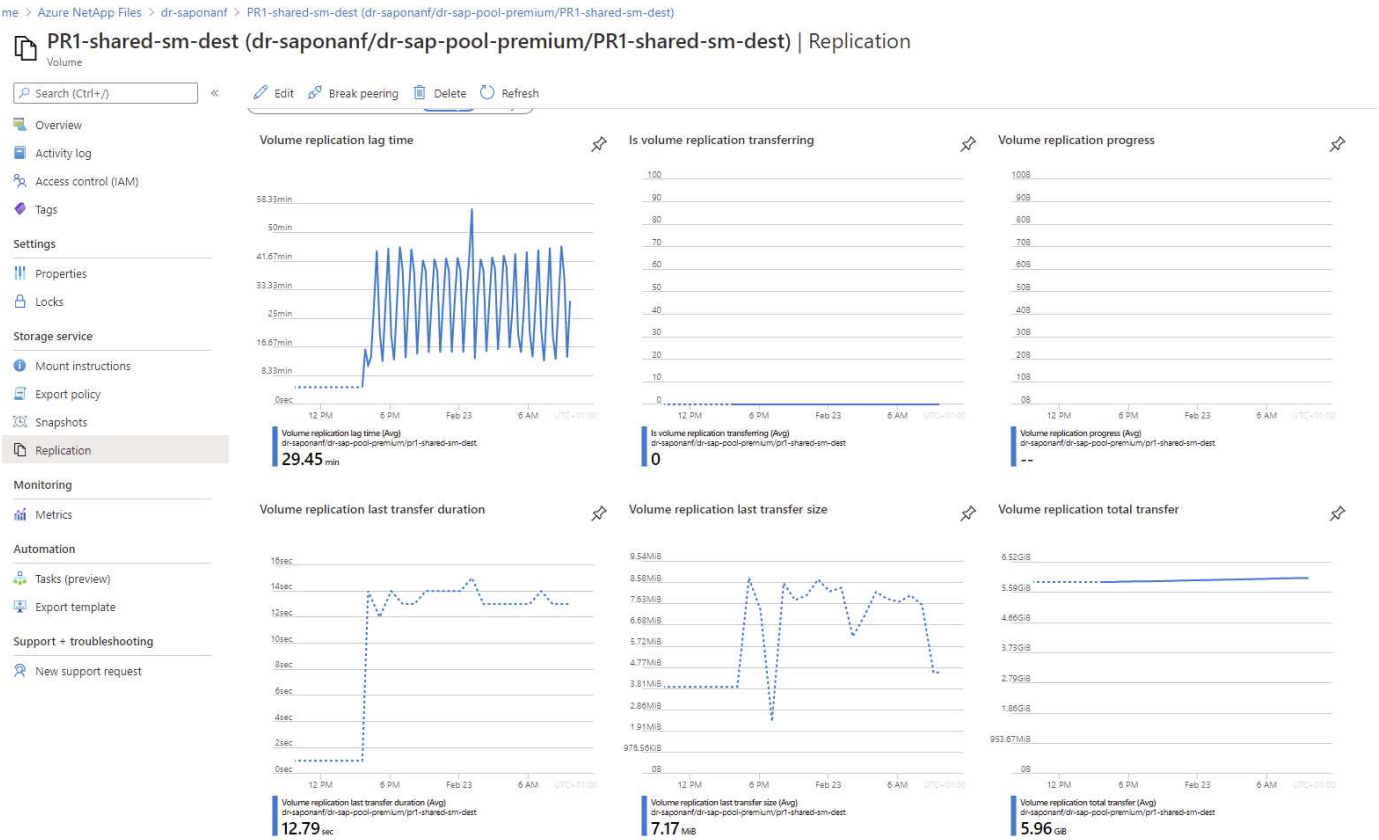 me > Azure NetApp Files > dr-saponanf > PR1-shared-sm-dest (dr-saponanf/dr-sap-pool-premium/PR1-shared-sm-dest)
PR1-shared-sm-dest (dr-saponanf/dr-sap-pool-premium/PR1-shared-sm-dest) | Replication
Volume
Search (Ctrl+/)
«
Edit
Break peering
Delete
Refresh
Overview
Activity log
Access control (IAM)
Tags
Settings
Properties
Locks
Storage service
Mount instructions
Export policy
Snapshots
Replication
Monitoring
Metrics
Automation
Tasks (preview)
Export template
Support + troubleshooting
New support request
Volume replication lag time
58.33min
50min
41.67min
33.33min
25min
16.67min
8.33min
0sec
12 PM
6 PM
Feb 23
6 AM
UTC+01:00
Volume replication lag time (Avg)
dr-saponanf/dr-sap-pool-premium/pr1-shared-sm-dest
29.45 min
Is volume replication transferring
100
90
80
70
60
50
40
30
20
10
0
12 PM
6 PM
Feb 23
6 AM
UTC+01:00
Is volume replication transferring (Avg)
dr-saponanf/dr-sap-pool-premium/pr1-shared-sm-dest
0
Volume replication progress
100B
90B
80B
70B
60B
50B
40B
30B
20B
10B
0B
12 PM
6 PM
Feb 23
6 AM
UTC+01:00
Volume replication progress (Avg)
dr-saponanf/dr-sap-pool-premium/pr1-shared-sm-dest
--
Volume replication last transfer duration
16sec
14sec
12sec
10sec
8sec
6sec
4sec
2sec
0sec
12 PM
6 PM
Feb 23
6 AM
UTC+01:00
Volume replication last transfer duration (Avg)
dr-saponanf/dr-sap-pool-premium/pr1-shared-sm-dest
12.79 sec
Volume replication last transfer size
9.54MiB
8.58MiB
7.63MiB
6.68MiB
5.72MiB
4.77MiB
3.81MiB
2.86MiB
1.91MiB
976.56KiB
0B
12 PM
6 PM
Feb 23
6 AM
UTC+01:00
Volume replication last transfer size (Avg)
dr-saponanf/dr-sap-pool-premium/pr1-shared-sm-dest
7.17 MiB
Volume replication total transfer
6.52GiB
5.59GiB
4.66GiB
3.73GiB
2.79GiB
1.86GiB
953.67MiB
0B
12 PM
6 PM
Feb 23
6 AM
UTC+01:00
Volume replication total transfer (Avg)
dr-saponanf/dr-sap-pool-premium/pr1-shared-sm-dest
5.96 GiB